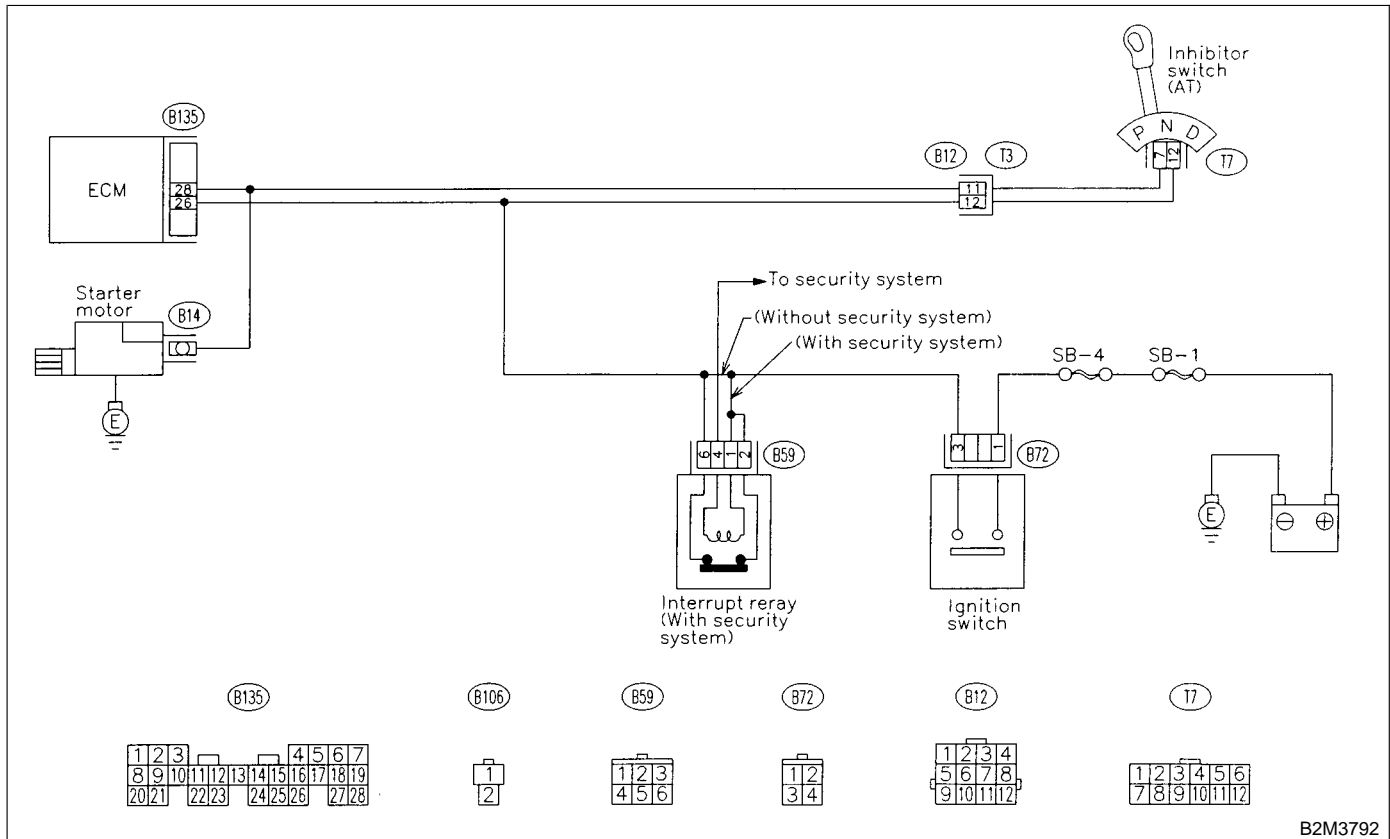 Inhibitor
switch
(AT)
P N D
7 12
T7
B135
ECM
28
26
B12 T3
11
12
Starter
motor
B14
E
To security system
(Without security system)
(With security system)
SB-4 SB-1
6 4 1 2
B59
3 1
B72
E
Interrupt reray
(With security
system)
Ignition
switch
B135 B106 B59 B72 B12 T7
1 2 3 4 5 6 7
8 9 10 11 12 13 14 15 16 17 18 19
20 21 22 23 24 25 26 27 28
1
2
1 2 3
4 5 6
1 2
3 4
1 2 3 4
5 6 7 8
9 10 11 12
1 2 3 4 5 6
7 8 9 10 11 12
B2M3792